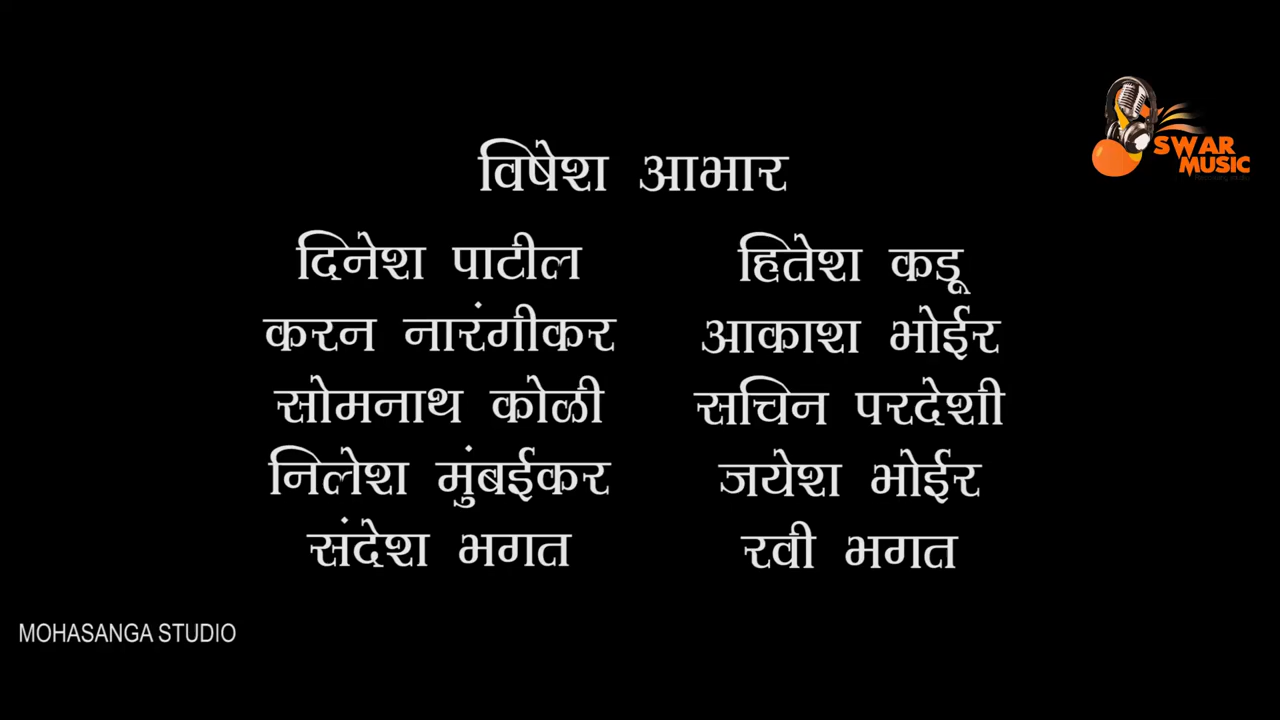 विषेश आभार
दिनेश पाटील
करन नारंगीकर
सोमनाथ कोळी
निलेश मुंबईकर
संदेश भगत
हितेश कडू
आकाश भोईर
सचिन परदेशी
जयेश भोईर
रवी भगत
SWAR
MUSIC
MOHASANGA STUDIO